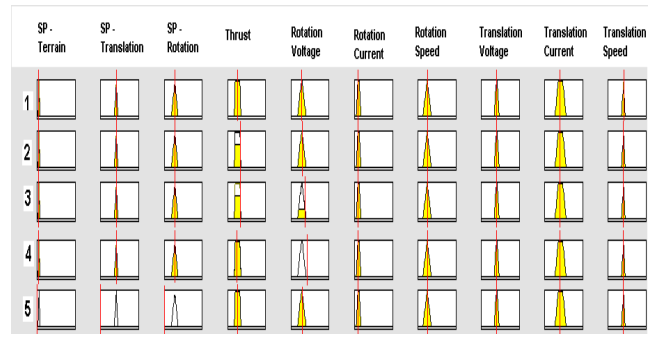 SP - Terrain
SP - Translation
SP - Rotation
Thrust
Rotation Voltage
Rotation Current
Rotation Speed
Translation Voltage
Translation Current
Translation Speed
1
2
3
4
5